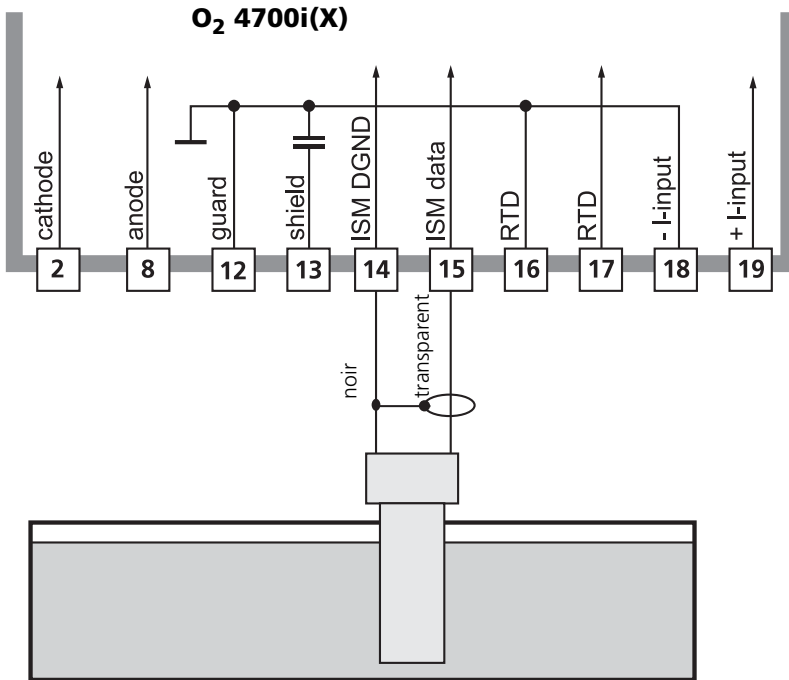 O₂ 4700i(X)
cathode
anode
guard
shield
ISM DGND
ISM data
RTD
RTD
- I-input
+ I-input
2
8
12
13
14
15
16
17
18
19
noir
transparent